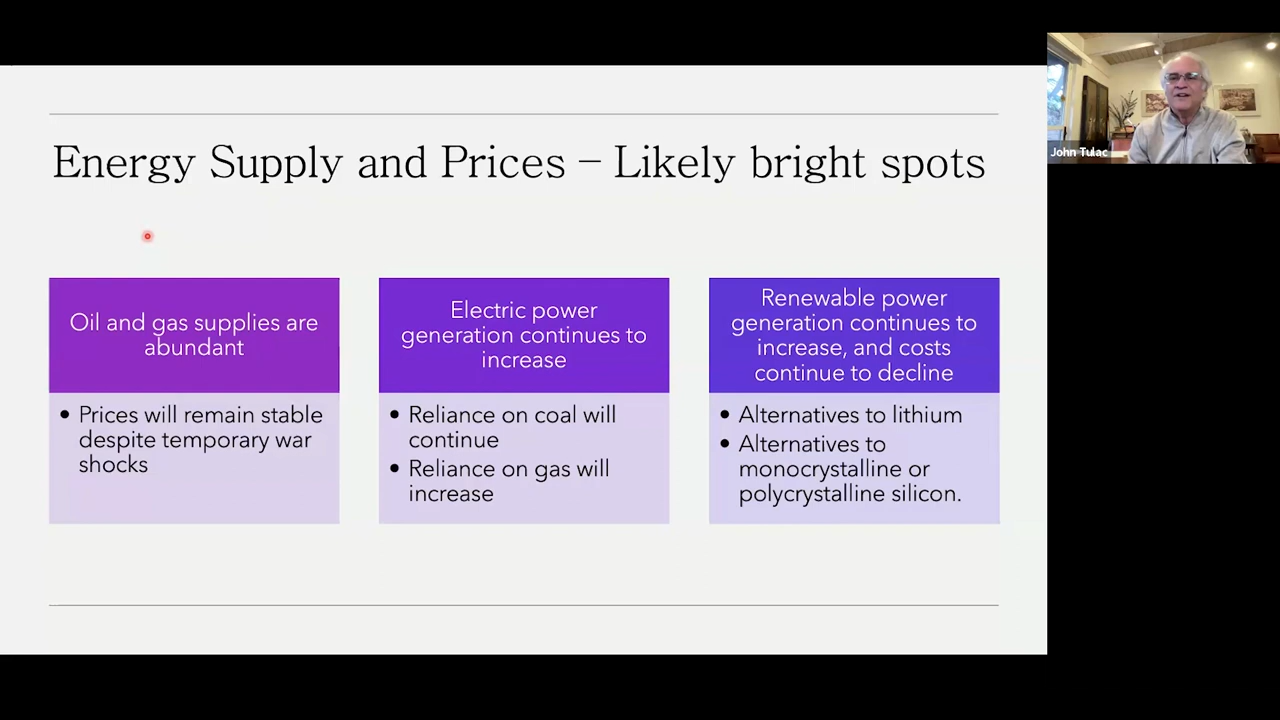 Energy Supply and Prices – Likely bright spots
Oil and gas supplies are
abundant
• Prices will remain stable
despite temporary war
shocks
Electric power
generation continues to
increase
• Reliance on coal will
continue
• Reliance on gas will
increase
Renewable power
generation continues to
increase, and costs
continue to decline
• Alternatives to lithium
• Alternatives to
monocrystalline or
polycrystalline silicon.
John Tulac